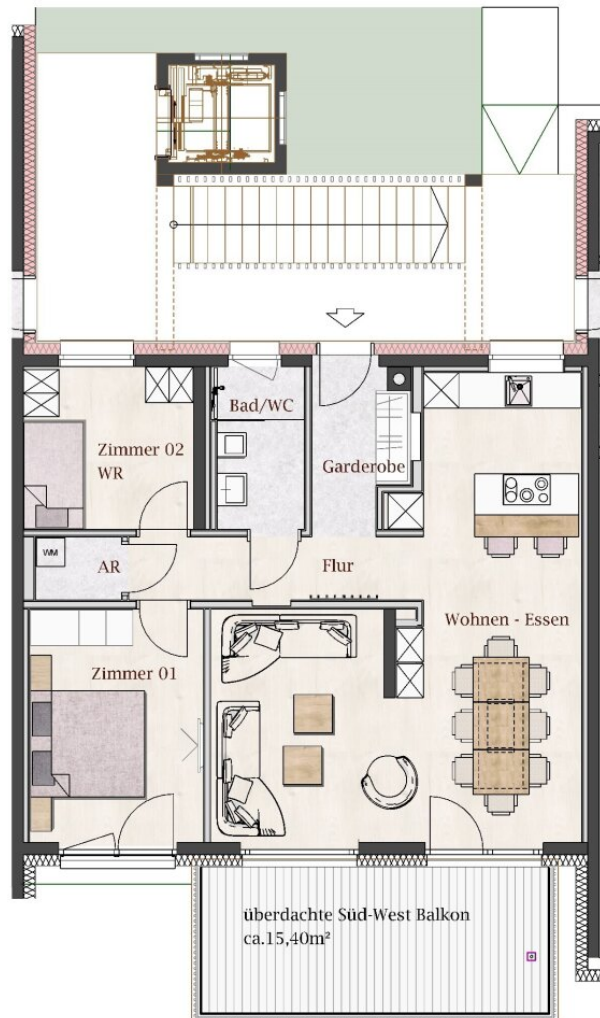 Bad/WC
Zimmer 02
WR
Garderobe
WM
AR
Flur
Wohnen - Essen
Zimmer 01
überdachte Süd-West Balkon
ca.15,40m²